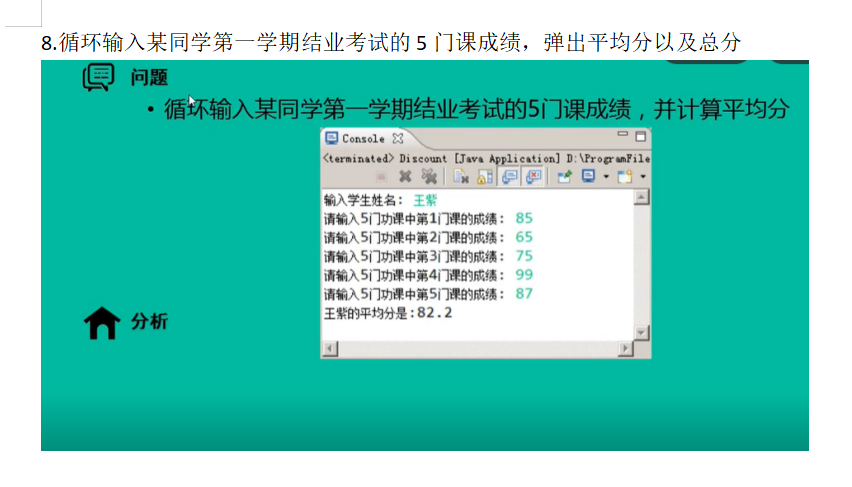 8.循环输入某同学第一学期结业考试的 5 门课成绩，弹出平均分以及总分
问题
• 循环输入某同学第一学期结业考试的5门课成绩，并计算平均分
Console
<terminated> Discount [Java Application] D:\ProgramFile
输入学生姓名: 王紫
请输入5门功课中第1门课的成绩: 85
请输入5门功课中第2门课的成绩: 65
请输入5门功课中第3门课的成绩: 75
请输入5门功课中第4门课的成绩: 99
请输入5门功课中第5门课的成绩: 87
王紫的平均分是:82.2
分析